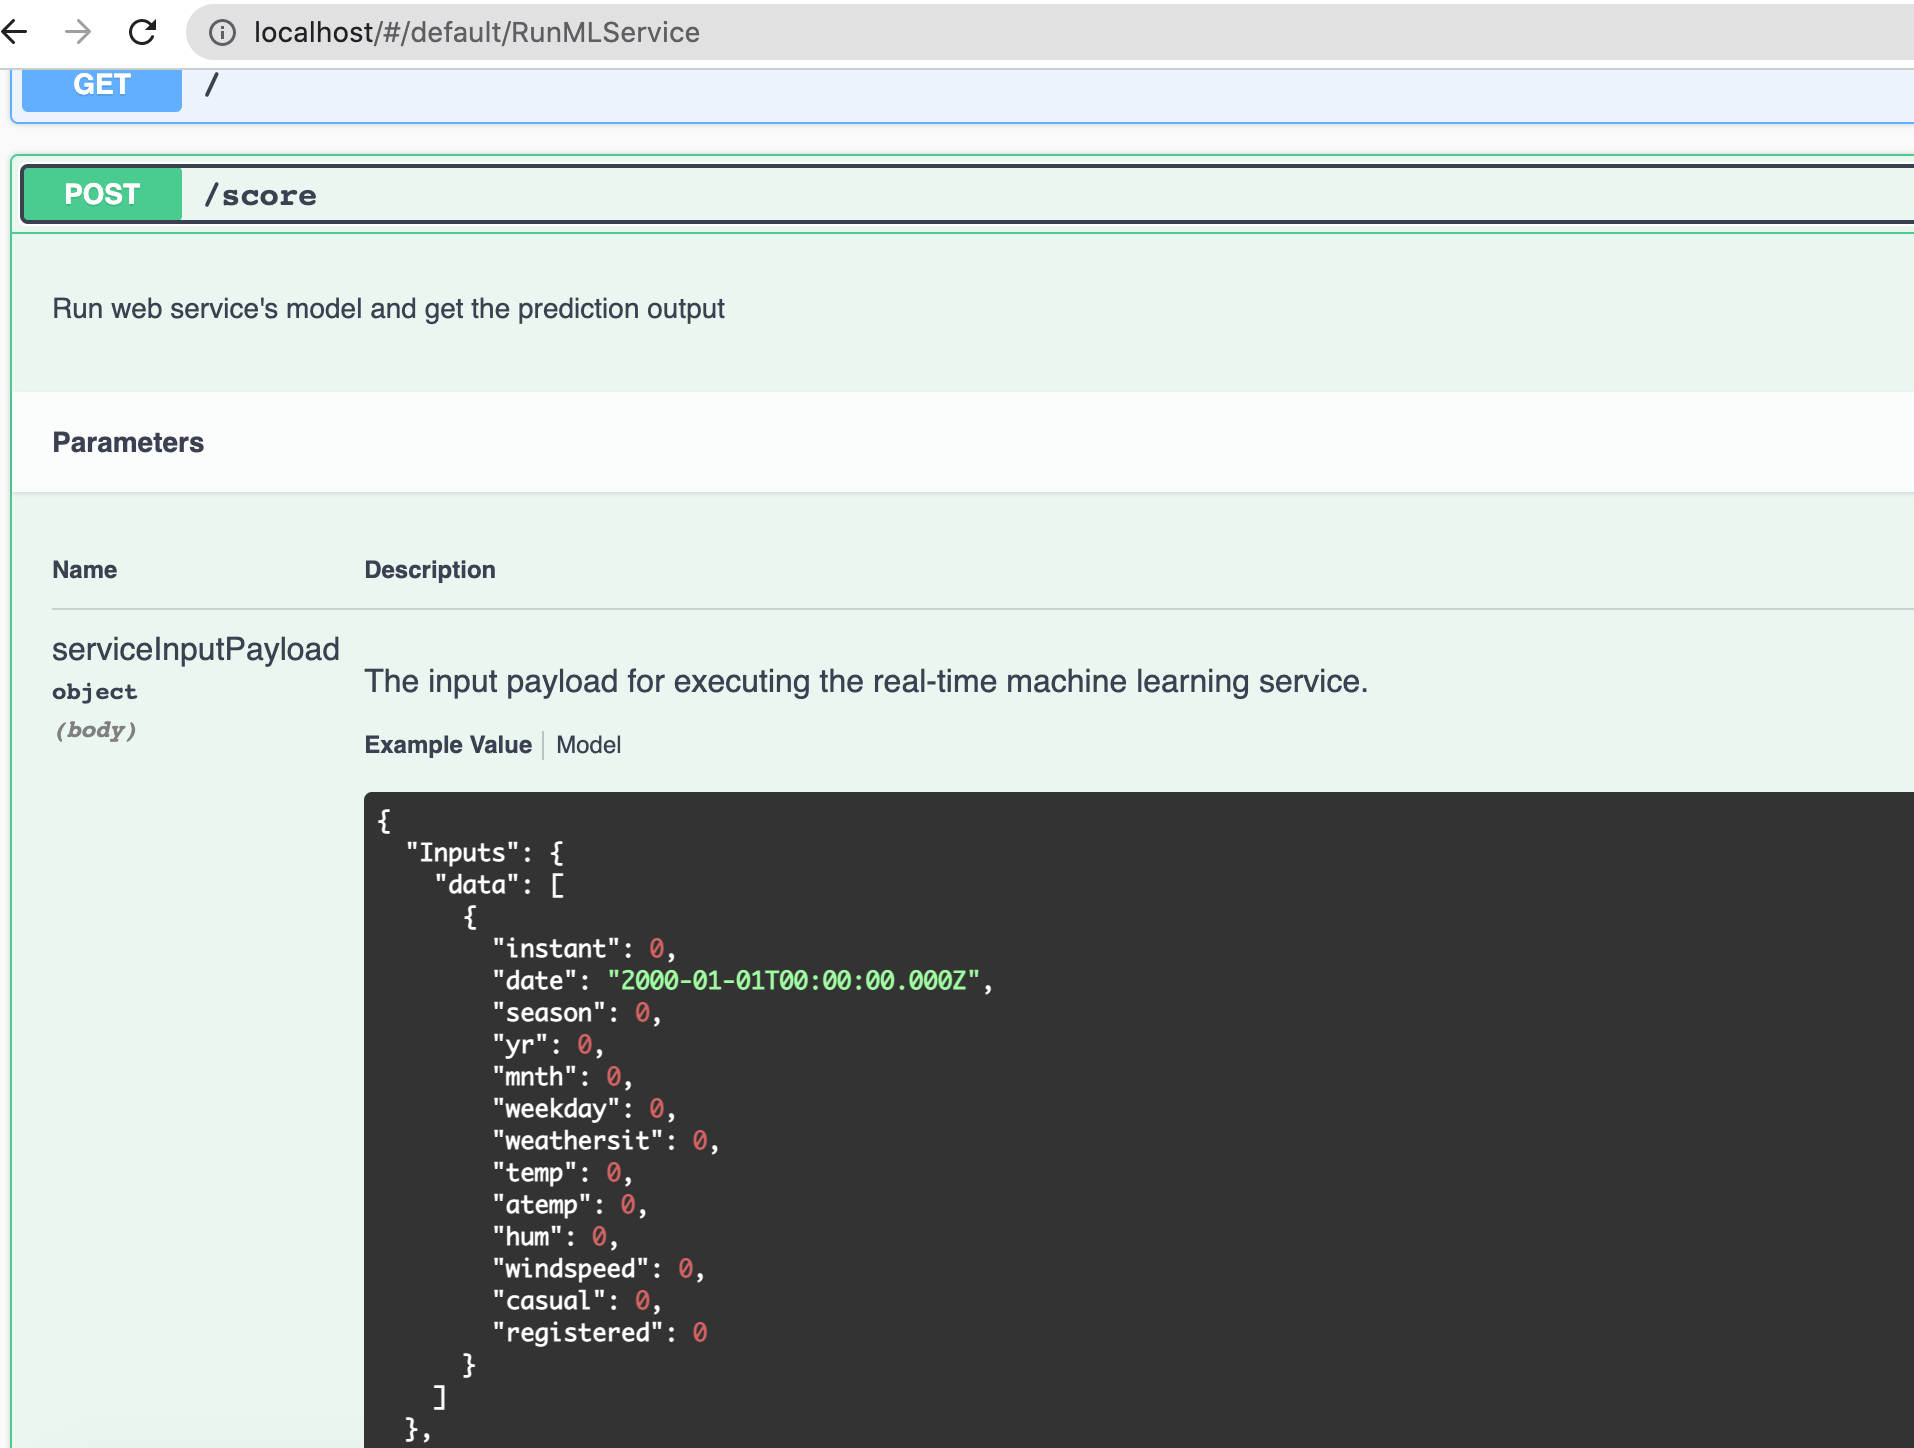 localhost/#/default/RunMLService
GET /
POST /score
Run web service's model and get the prediction output
Parameters
Name Description
serviceInputPayload
object
(body)
The input payload for executing the real-time machine learning service.
Example Value Model
{
"Inputs": {
"data": [
{
"instant": 0,
"date": "2000-01-01T00:00:00.000Z",
"season": 0,
"yr": 0,
"mnth": 0,
"weekday": 0,
"weathersit": 0,
"temp": 0,
"atemp": 0,
"hum": 0,
"windspeed": 0,
"casual": 0,
"registered": 0
}
]
},